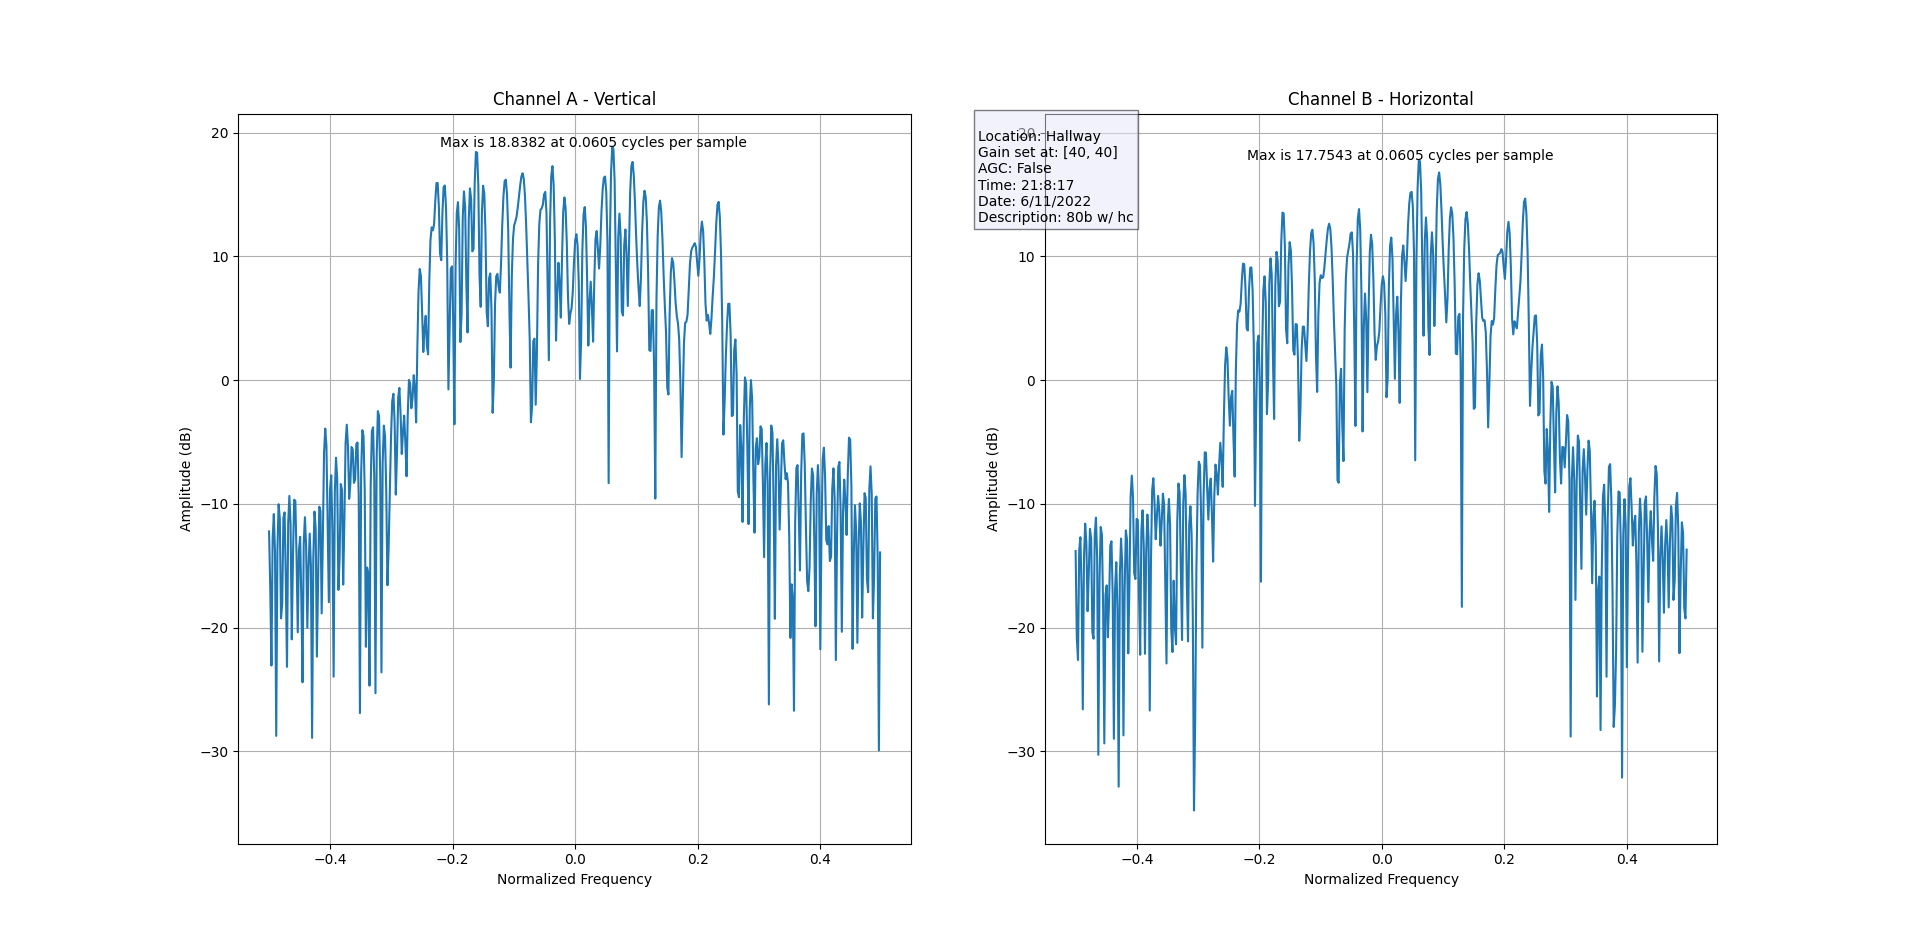 Channel A - Vertical
Max is 18.8382 at 0.0605 cycles per sample
20
10
0
−10
−20
−30
Amplitude (dB)
−0.4 −0.2 0.0 0.2 0.4
Normalized Frequency
Channel B - Horizontal
Location: Hallway
Gain set at: [40, 40]
AGC: False
Time: 21:8:17
Date: 6/11/2022
Description: 80b w/ hc
Max is 17.7543 at 0.0605 cycles per sample
20
10
0
−10
−20
−30
Amplitude (dB)
−0.4 −0.2 0.0 0.2 0.4
Normalized Frequency